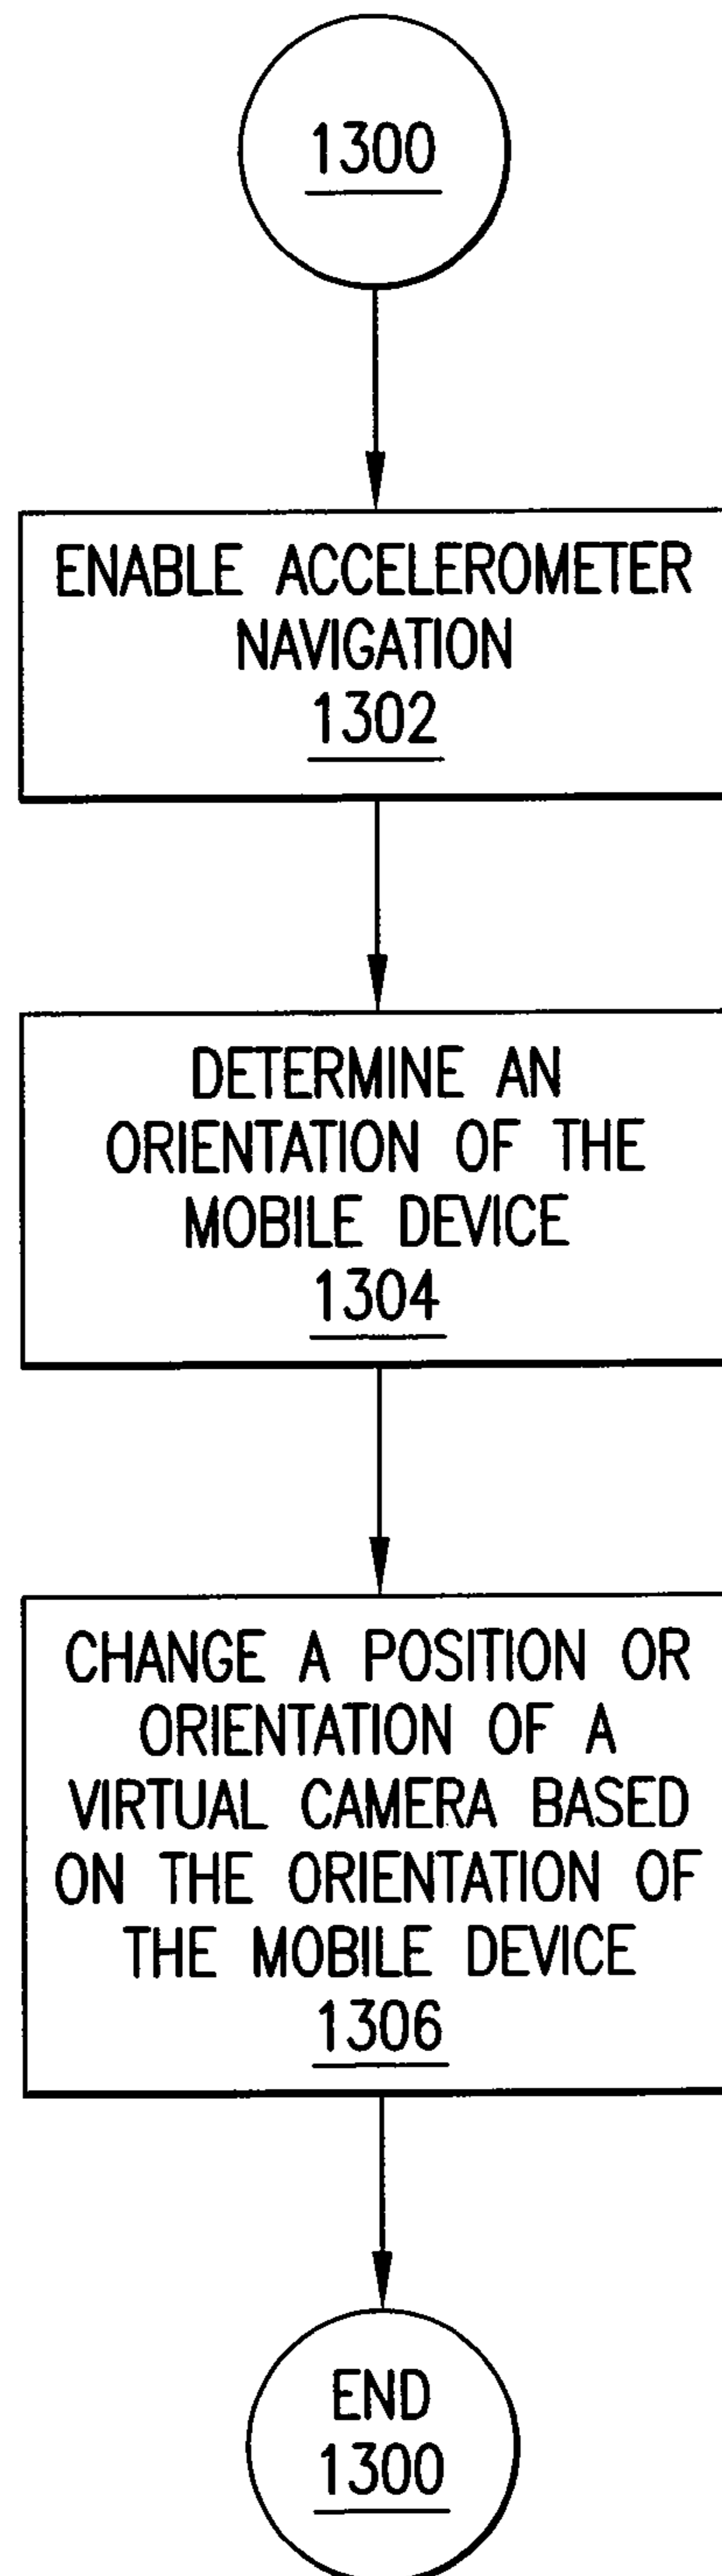 1300
ENABLE ACCELEROMETER
NAVIGATION
1302
DETERMINE AN
ORIENTATION OF THE
MOBILE DEVICE
1304
CHANGE A POSITION OR
ORIENTATION OF A
VIRTUAL CAMERA BASED
ON THE ORIENTATION OF
THE MOBILE DEVICE
1306
END
1300